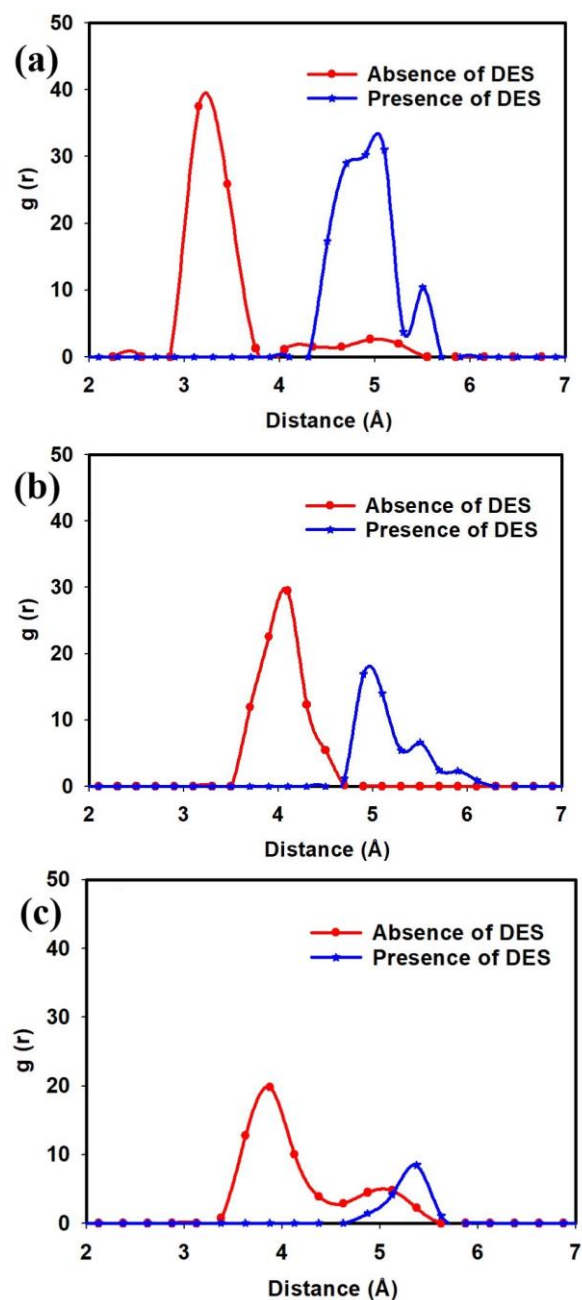 (a)
50
40
30
20
10
0
g (r)
Absence of DES
Presence of DES
2 3 4 5 6 7
Distance (Å)
(b)
50
40
30
20
10
0
g (r)
Absence of DES
Presence of DES
2 3 4 5 6 7
Distance (Å)
(c)
50
40
30
20
10
0
g (r)
Absence of DES
Presence of DES
2 3 4 5 6 7
Distance (Å)